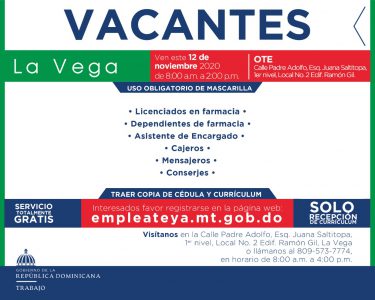 VACANTES
La Vega
Ven este 12 de
noviembre 2020
de 8:00 a.m. a 2:00 p.m.
OTE
Calle Padre Adolfo, Esq. Juana Saltitopa,
1er nivel, Local No. 2 Edif. Ramón Gil.
USO OBLIGATORIO DE MASCARILLA
• Licenciados en farmacia •
• Dependientes de farmacia •
• Asistente de Encargado •
• Cajeros •
• Mensajeros •
• Conserjes •
TRAER COPIA DE CÉDULA Y CURRÍCULUM
SERVICIO
TOTALMENTE
GRATIS
Interesados favor registrarse en la página web:
empleateya.mt.gob.do
SOLO
RECEPCIÓN
DE CURRÍCULUM
Visítanos en la Calle Padre Adolfo, Esq. Juana Saltitopa,
1er nivel, Local No. 2 Edif. Ramón Gil, La Vega
o llámanos al 809-573-7774,
en horario de 8:00 a.m. a 4:00 p.m.
GOBIERNO DE LA
REPÚBLICA DOMINICANA
TRABAJO